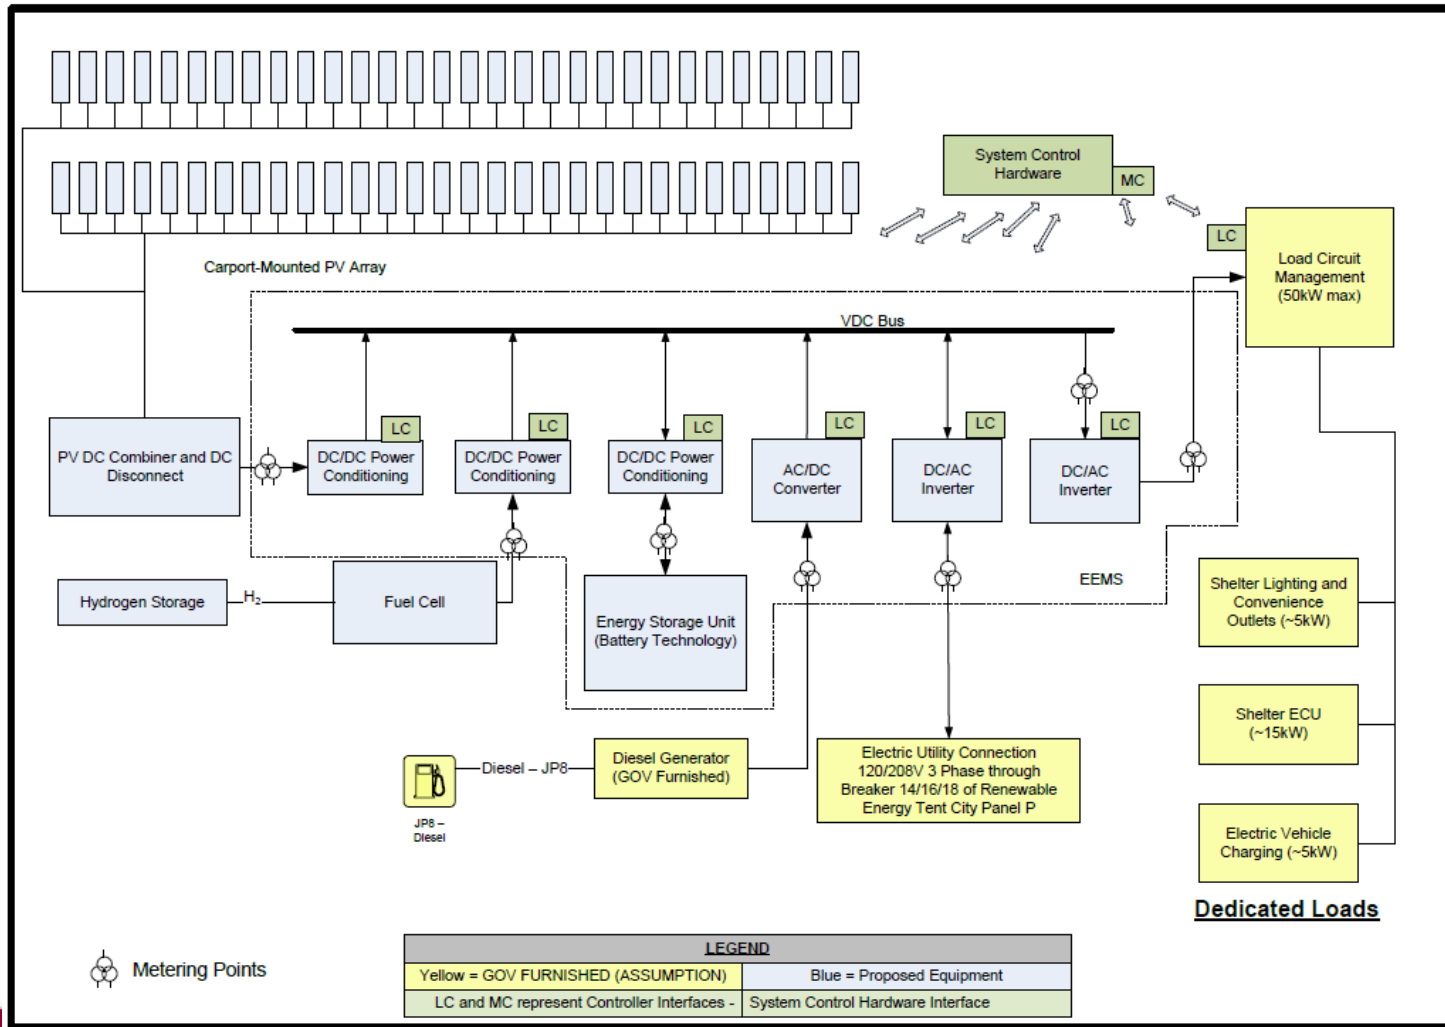 System Control
Hardware
MC
LC
Load Circuit
Management
(50kW max)
Carport-Mounted PV Array
VDC Bus
PV DC Combiner and DC
Disconnect
LC
DC/DC Power
Conditioning
LC
DC/DC Power
Conditioning
LC
DC/DC Power
Conditioning
LC
AC/DC
Converter
LC
DC/AC
Inverter
LC
DC/AC
Inverter
EEMS
Hydrogen Storage
H₂
Fuel Cell
Energy Storage Unit
(Battery Technology)
Shelter Lighting and
Convenience
Outlets (~5kW)
Shelter ECU
(~15kW)
Electric Vehicle
Charging (~5kW)
Dedicated Loads
JP8 –
Diesel
Diesel – JP8
Diesel Generator
(GOV Furnished)
Electric Utility Connection
120/208V 3 Phase through
Breaker 14/16/18 of Renewable
Energy Tent City Panel P
Metering Points
LEGEND
Yellow = GOV FURNISHED (ASSUMPTION)
Blue = Proposed Equipment
LC and MC represent Controller Interfaces -
System Control Hardware Interface